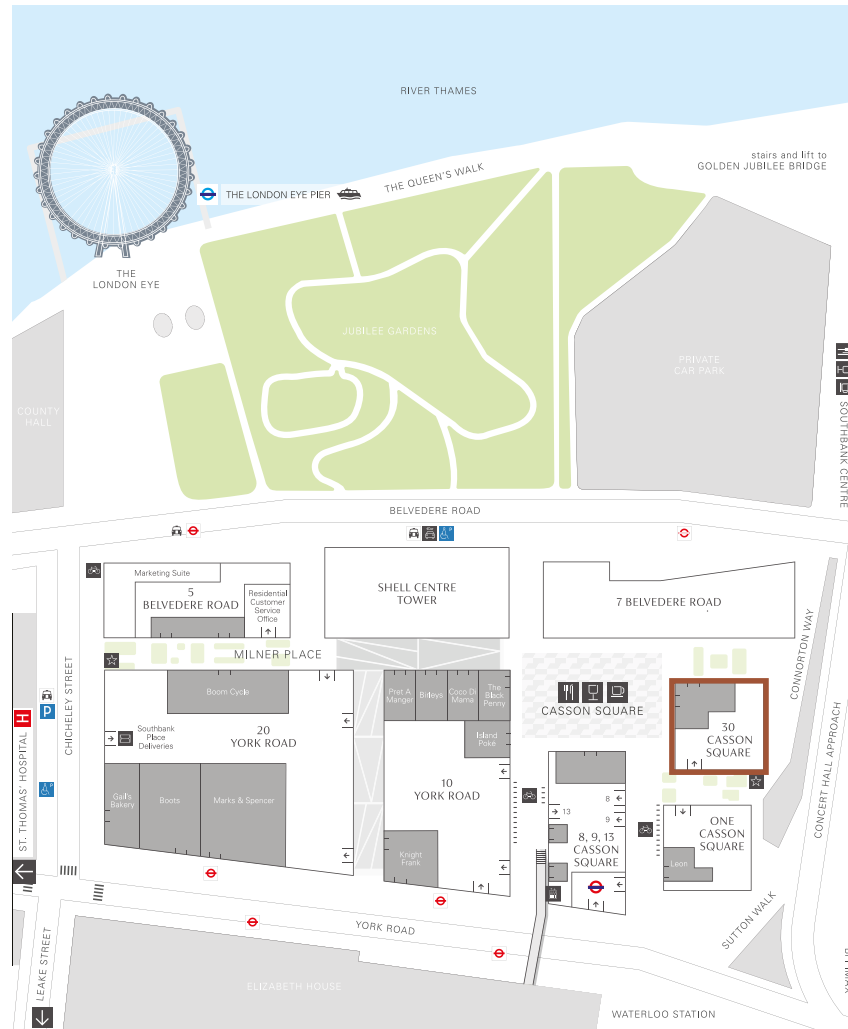 RIVER THAMES
stairs and lift to
GOLDEN JUBILEE BRIDGE
THE QUEEN'S WALK
THE LONDON EYE PIER
THE
LONDON EYE
JUBILEE GARDENS
PRIVATE
CAR PARK
COUNTY
HALL
SOUTHBANK CENTRE
BELVEDERE ROAD
Marketing Suite
5
BELVEDERE ROAD
Residential
Customer
Service
Office
SHELL CENTRE
TOWER
7 BELVEDERE ROAD
CONNORTON WAY
MILNER PLACE
CHICHELEY STREET
Boom Cycle
20
YORK ROAD
Southbank
Place
Deliveries
Gail's
Bakery
Boots
Marks & Spencer
Pret A
Manger
Birleys
Coco Di
Mama
The
Black
Penny
Island
Poke
10
YORK ROAD
Knight
Frank
CASSON SQUARE
30
CASSON
SQUARE
8
13
9
8, 9, 13
CASSON
SQUARE
ONE
CASSON
SQUARE
Leon
H
P
ST. THOMAS' HOSPITAL
CONCERT HALL APPROACH
SUTTON WALK
YORK ROAD
LEAKE STREET
ELIZABETH HOUSE
WATERLOO STATION